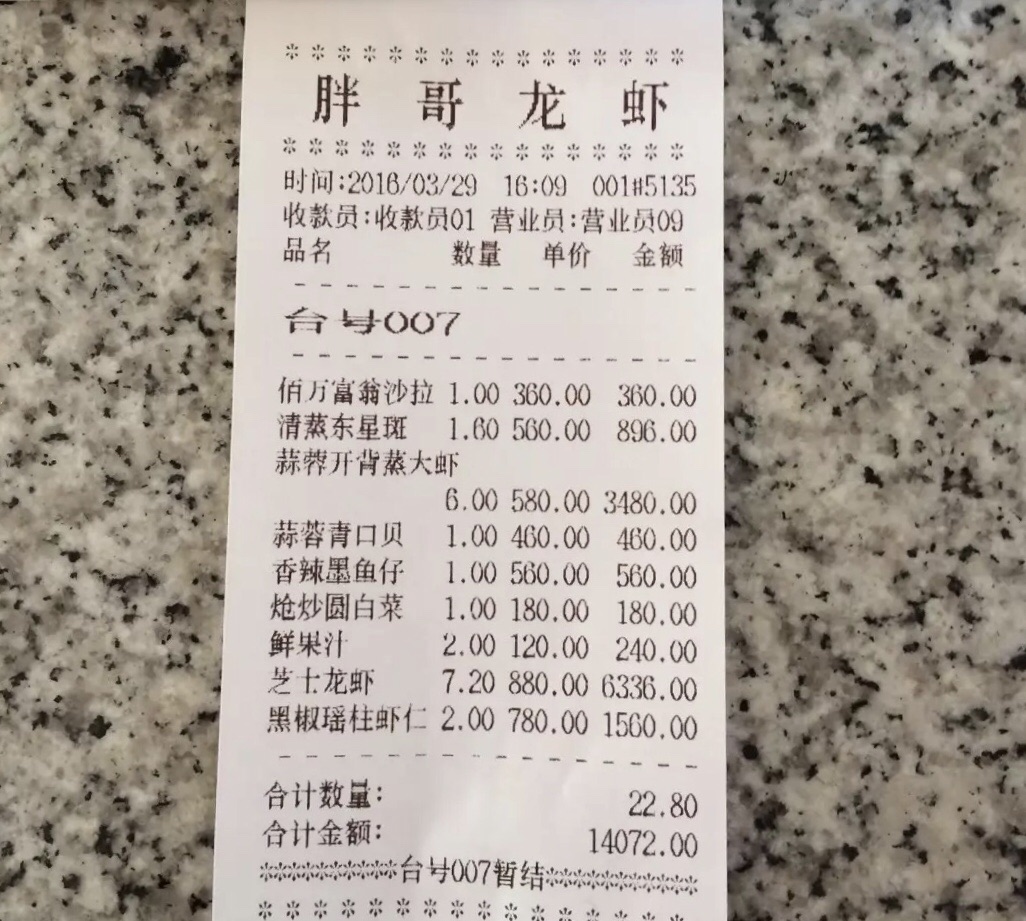 * * * * * * * * * * * * * * * *
胖哥龙虾
* * * * * * * * * * * * * * * *
时间:2016/03/29 16:09 001#5135
收款员:收款员01 营业员:营业员09
品名 数量 单价 金额
台号007
佰万富翁沙拉 1.00 360.00 360.00
清蒸东星斑 1.60 560.00 896.00
蒜蓉开背蒸大虾
6.00 580.00 3480.00
蒜蓉青口贝 1.00 460.00 460.00
香辣墨鱼仔 1.00 560.00 560.00
炝炒圆白菜 1.00 180.00 180.00
鲜果汁 2.00 120.00 240.00
芝士龙虾 7.20 880.00 6336.00
黑椒瑶柱虾仁 2.00 780.00 1560.00
合计数量: 22.80
合计金额: 14072.00
**********台号007暂结**********
* * * * * * * * * * * * * * * *